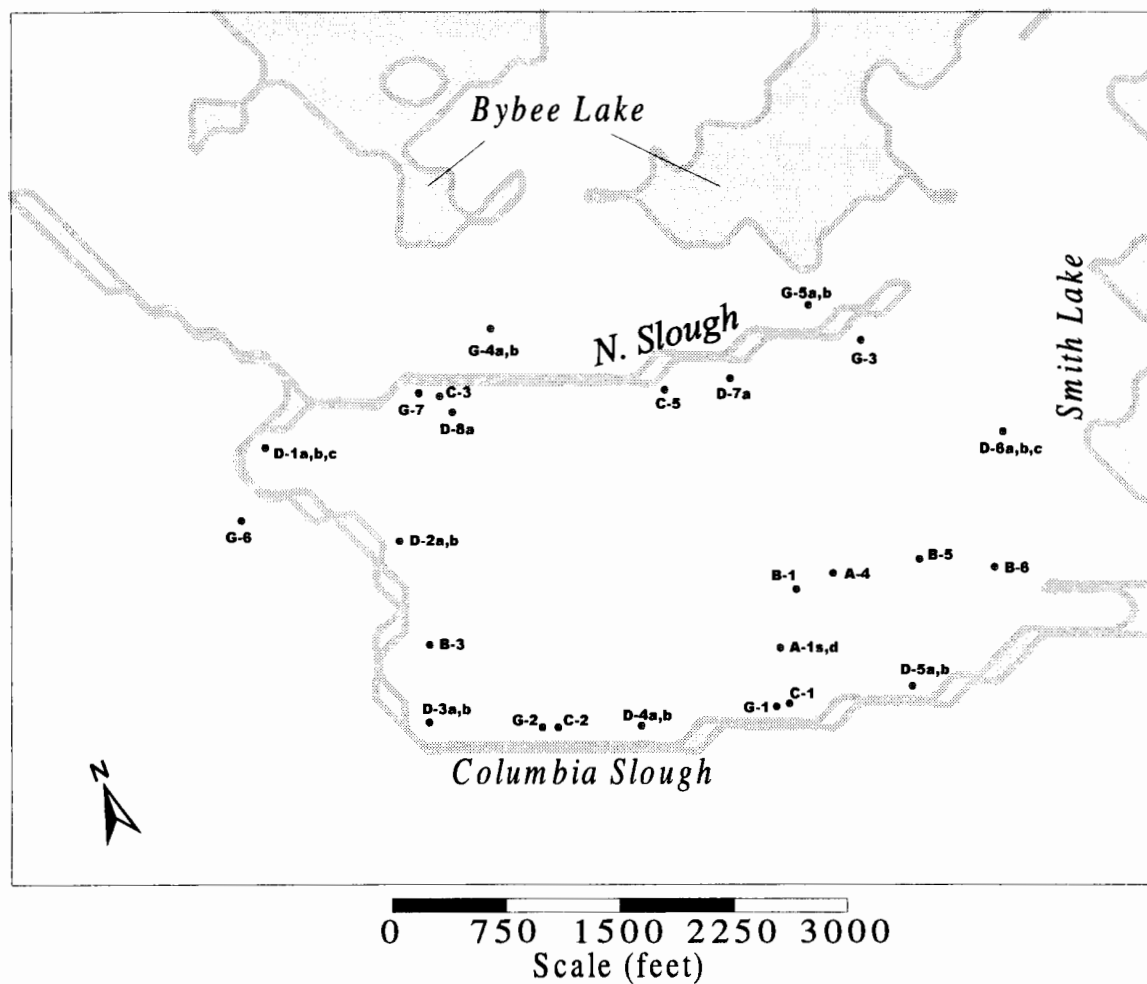 Bybee Lake
Smith Lake
G-5a,b
N. Slough
G-4a,b
G-3
G-7
C-3
C-5
D-7a
D-8a
D-1a,b,c
D-6a,b,c
G-6
D-2a,b
B-5
B-6
B-1
A-4
B-3
A-1s,d
D-5a,b
C-1
G-1
D-3a,b
G-2
C-2
D-4a,b
Columbia Slough
N
0 750 1500 2250 3000
Scale (feet)